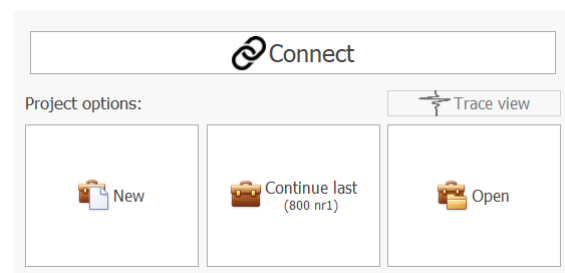 Connect
Project options:
Trace view
New
Continue last
(800 nr1)
Open